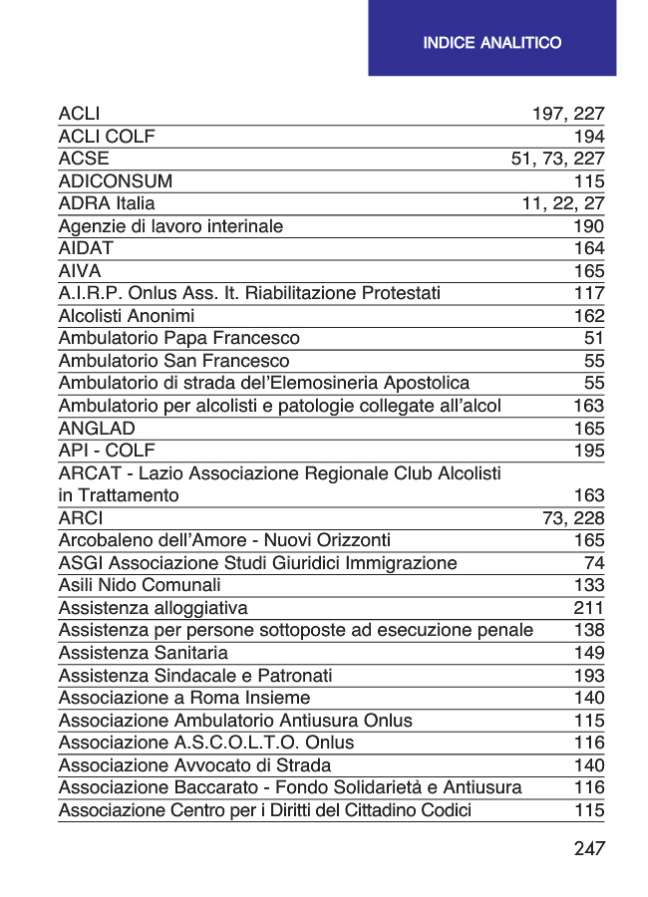 INDICE ANALITICO
ACLI 197, 227
ACLI COLF 194
ACSE 51, 73, 227
ADICONSUM 115
ADRA Italia 11, 22, 27
Agenzie di lavoro interinale 190
AIDAT 164
AIVA 165
A.I.R.P. Onlus Ass. It. Riabilitazione Protestati 117
Alcolisti Anonimi 162
Ambulatorio Papa Francesco 51
Ambulatorio San Francesco 55
Ambulatorio di strada del’Elemosineria Apostolica 55
Ambulatorio per alcolisti e patologie collegate all’alcol 163
ANGLAD 165
API - COLF 195
ARCAT - Lazio Associazione Regionale Club Alcolisti
in Trattamento 163
ARCI 73, 228
Arcobaleno dell’Amore - Nuovi Orizzonti 165
ASGI Associazione Studi Giuridici Immigrazione 74
Asili Nido Comunali 133
Assistenza alloggiativa 211
Assistenza per persone sottoposte ad esecuzione penale 138
Assistenza Sanitaria 149
Assistenza Sindacale e Patronati 193
Associazione a Roma Insieme 140
Associazione Ambulatorio Antiusura Onlus 115
Associazione A.S.C.O.L.T.O. Onlus 116
Associazione Avvocato di Strada 140
Associazione Baccarato - Fondo Solidarietà e Antiusura 116
Associazione Centro per i Diritti del Cittadino Codici 115
247